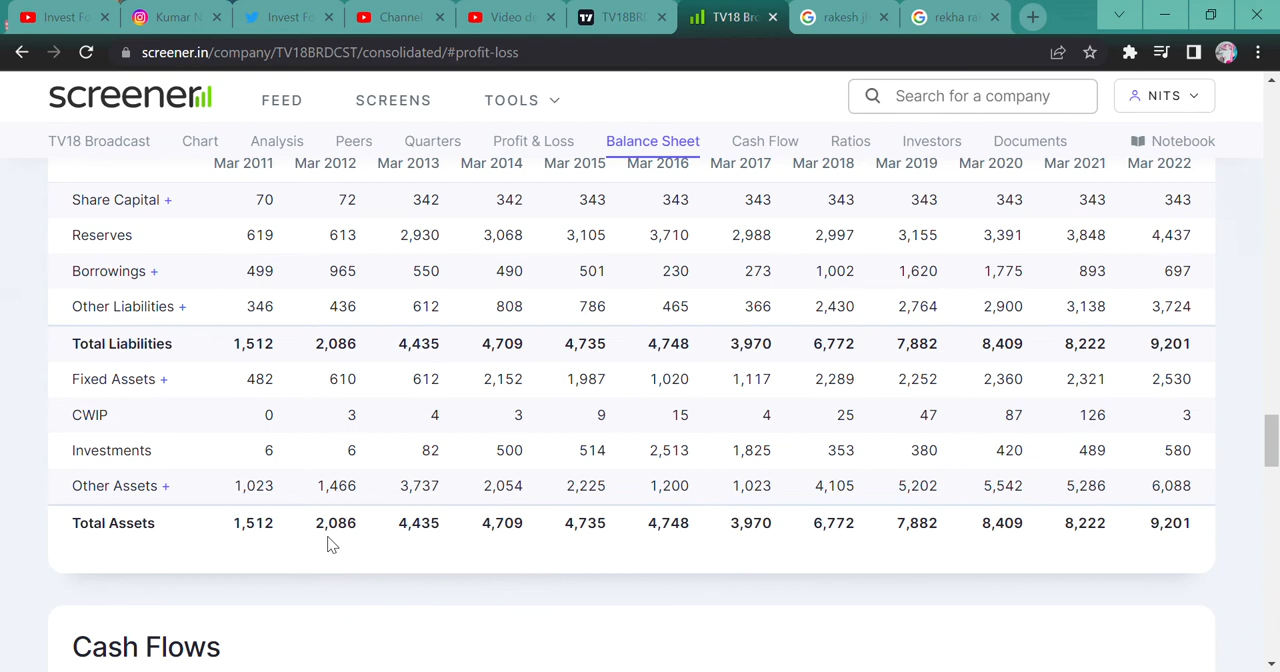 Invest Fo Kumar N Invest Fo Channel Video de TV18BRD TV18 Bro rakesh jh rekha ra
screener.in/company/TV18BRDCST/consolidated/#profit-loss
screener FEED SCREENS TOOLS Search for a company NITS
TV18 Broadcast Chart Analysis Peers Quarters Profit & Loss Balance Sheet Cash Flow Ratios Investors Documents Notebook
Mar 2011 Mar 2012 Mar 2013 Mar 2014 Mar 2015 Mar 2016 Mar 2017 Mar 2018 Mar 2019 Mar 2020 Mar 2021 Mar 2022
Share Capital + 70 72 342 342 343 343 343 343 343 343 343 343
Reserves 619 613 2,930 3,068 3,105 3,710 2,988 2,997 3,155 3,391 3,848 4,437
Borrowings + 499 965 550 490 501 230 273 1,002 1,620 1,775 893 697
Other Liabilities + 346 436 612 808 786 465 366 2,430 2,764 2,900 3,138 3,724
Total Liabilities 1,512 2,086 4,435 4,709 4,735 4,748 3,970 6,772 7,882 8,409 8,222 9,201
Fixed Assets + 482 610 612 2,152 1,987 1,020 1,117 2,289 2,252 2,360 2,321 2,530
CWIP 0 3 4 3 9 15 4 25 47 87 126 3
Investments 6 6 82 500 514 2,513 1,825 353 380 420 489 580
Other Assets + 1,023 1,466 3,737 2,054 2,225 1,200 1,023 4,105 5,202 5,542 5,286 6,088
Total Assets 1,512 2,086 4,435 4,709 4,735 4,748 3,970 6,772 7,882 8,409 8,222 9,201
Cash Flows